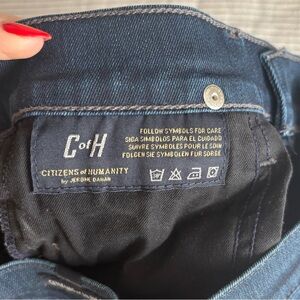 C of H
CITIZENS of HUMANITY
by JEROME DAHAN
FOLLOW SYMBOLS FOR CARE
SIGA SIMBOLOS PARA EL CUIDADO
SUIVRE SYMBOLES POUR LE SOIN
FOLGEN SIE SYMBOLEN FUR SORGE